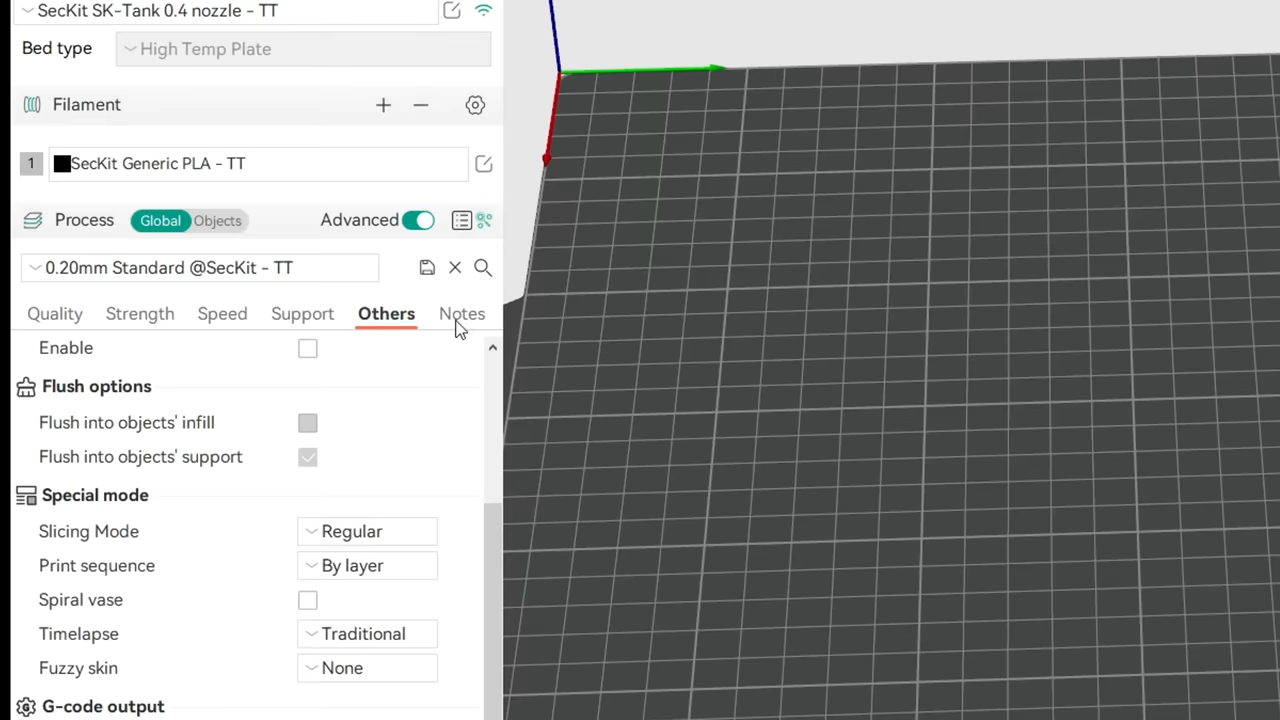 SecKit SK-Tank 0.4 nozzle - TT
Bed type High Temp Plate
Filament
1 SecKit Generic PLA - TT
Process Global Objects Advanced
0.20mm Standard @SecKit - TT
Quality Strength Speed Support Others Notes
Enable
Flush options
Flush into objects' infill
Flush into objects' support
Special mode
Slicing Mode Regular
Print sequence By layer
Spiral vase
Timelapse Traditional
Fuzzy skin None
G-code output